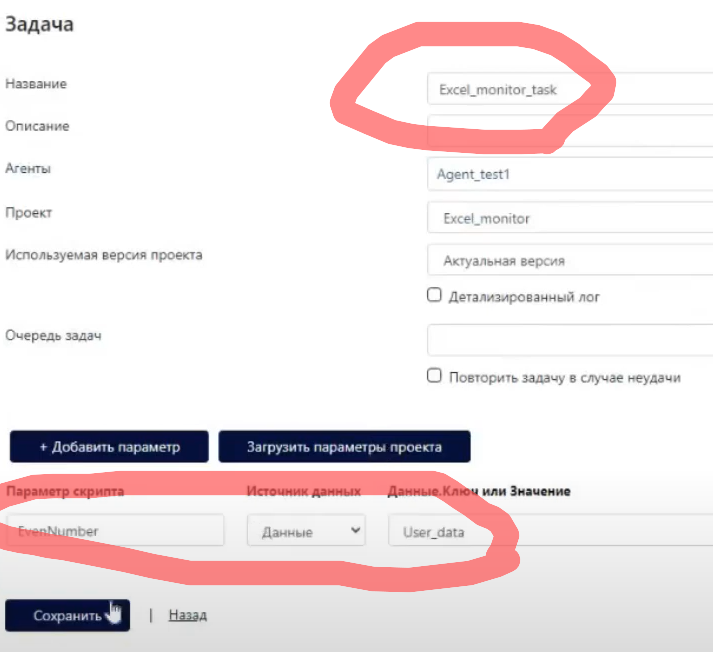 Задача
Название
Excel_monitor_task
Описание
Агенты
Agent_test1
Проект
Excel_monitor
Используемая версия проекта
Актуальная версия
Детализированный лог
Очередь задач
Повторить задачу в случае неудачи
+ Добавить параметр Загрузить параметры проекта
Параметр скрипта Источник данных Данные.Ключ или Значение
EvenNumber Данные User_data
Сохранить | Назад